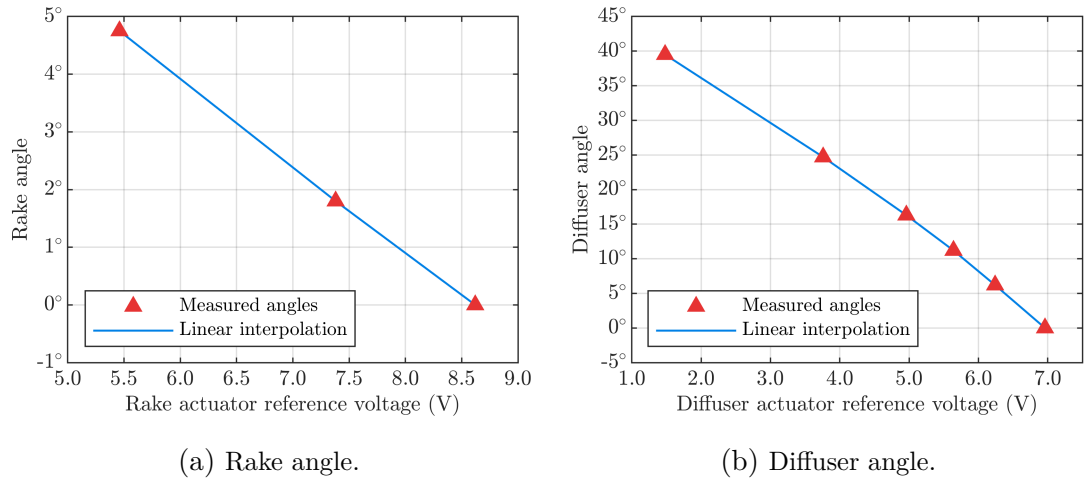 5°
4°
3°
2°
1°
0°
-1°
Rake angle
Measured angles
Linear interpolation
5.0 5.5 6.0 6.5 7.0 7.5 8.0 8.5 9.0
Rake actuator reference voltage (V)
(a) Rake angle.
45°
40°
35°
30°
25°
20°
15°
10°
5°
0°
-5°
Diffuser angle
Measured angles
Linear interpolation
1.0 2.0 3.0 4.0 5.0 6.0 7.0
Diffuser actuator reference voltage (V)
(b) Diffuser angle.